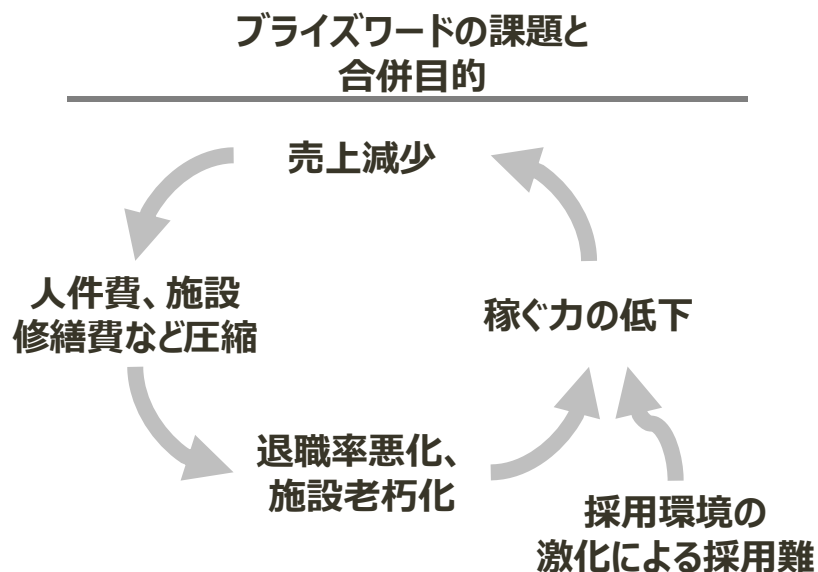 ブライズワードの課題と
合併目的
売上減少
人件費、施設
修繕費など圧縮
稼ぐ力の低下
退職率悪化、
施設老朽化
採用環境の
激化による採用難